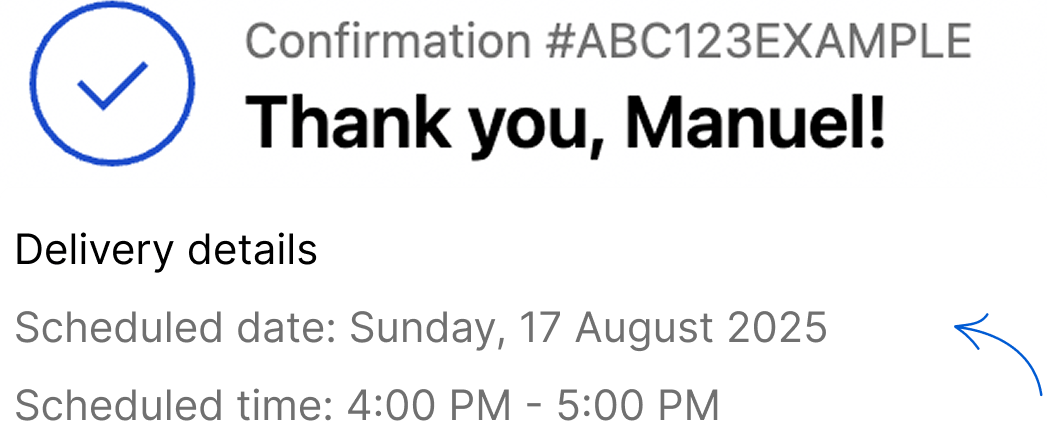 Confirmation #ABC123EXAMPLE
Thank you, Manuel!
Delivery details
Scheduled date: Sunday, 17 August 2025
Scheduled time: 4:00 PM - 5:00 PM